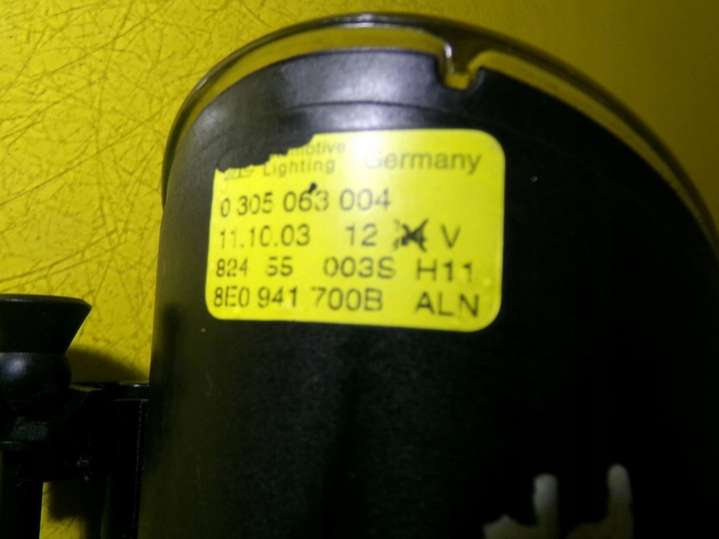 Lighting Germany
0 305 063 004
11.10.03 12 V
824 55 003S H11
8E0 941 700B ALN